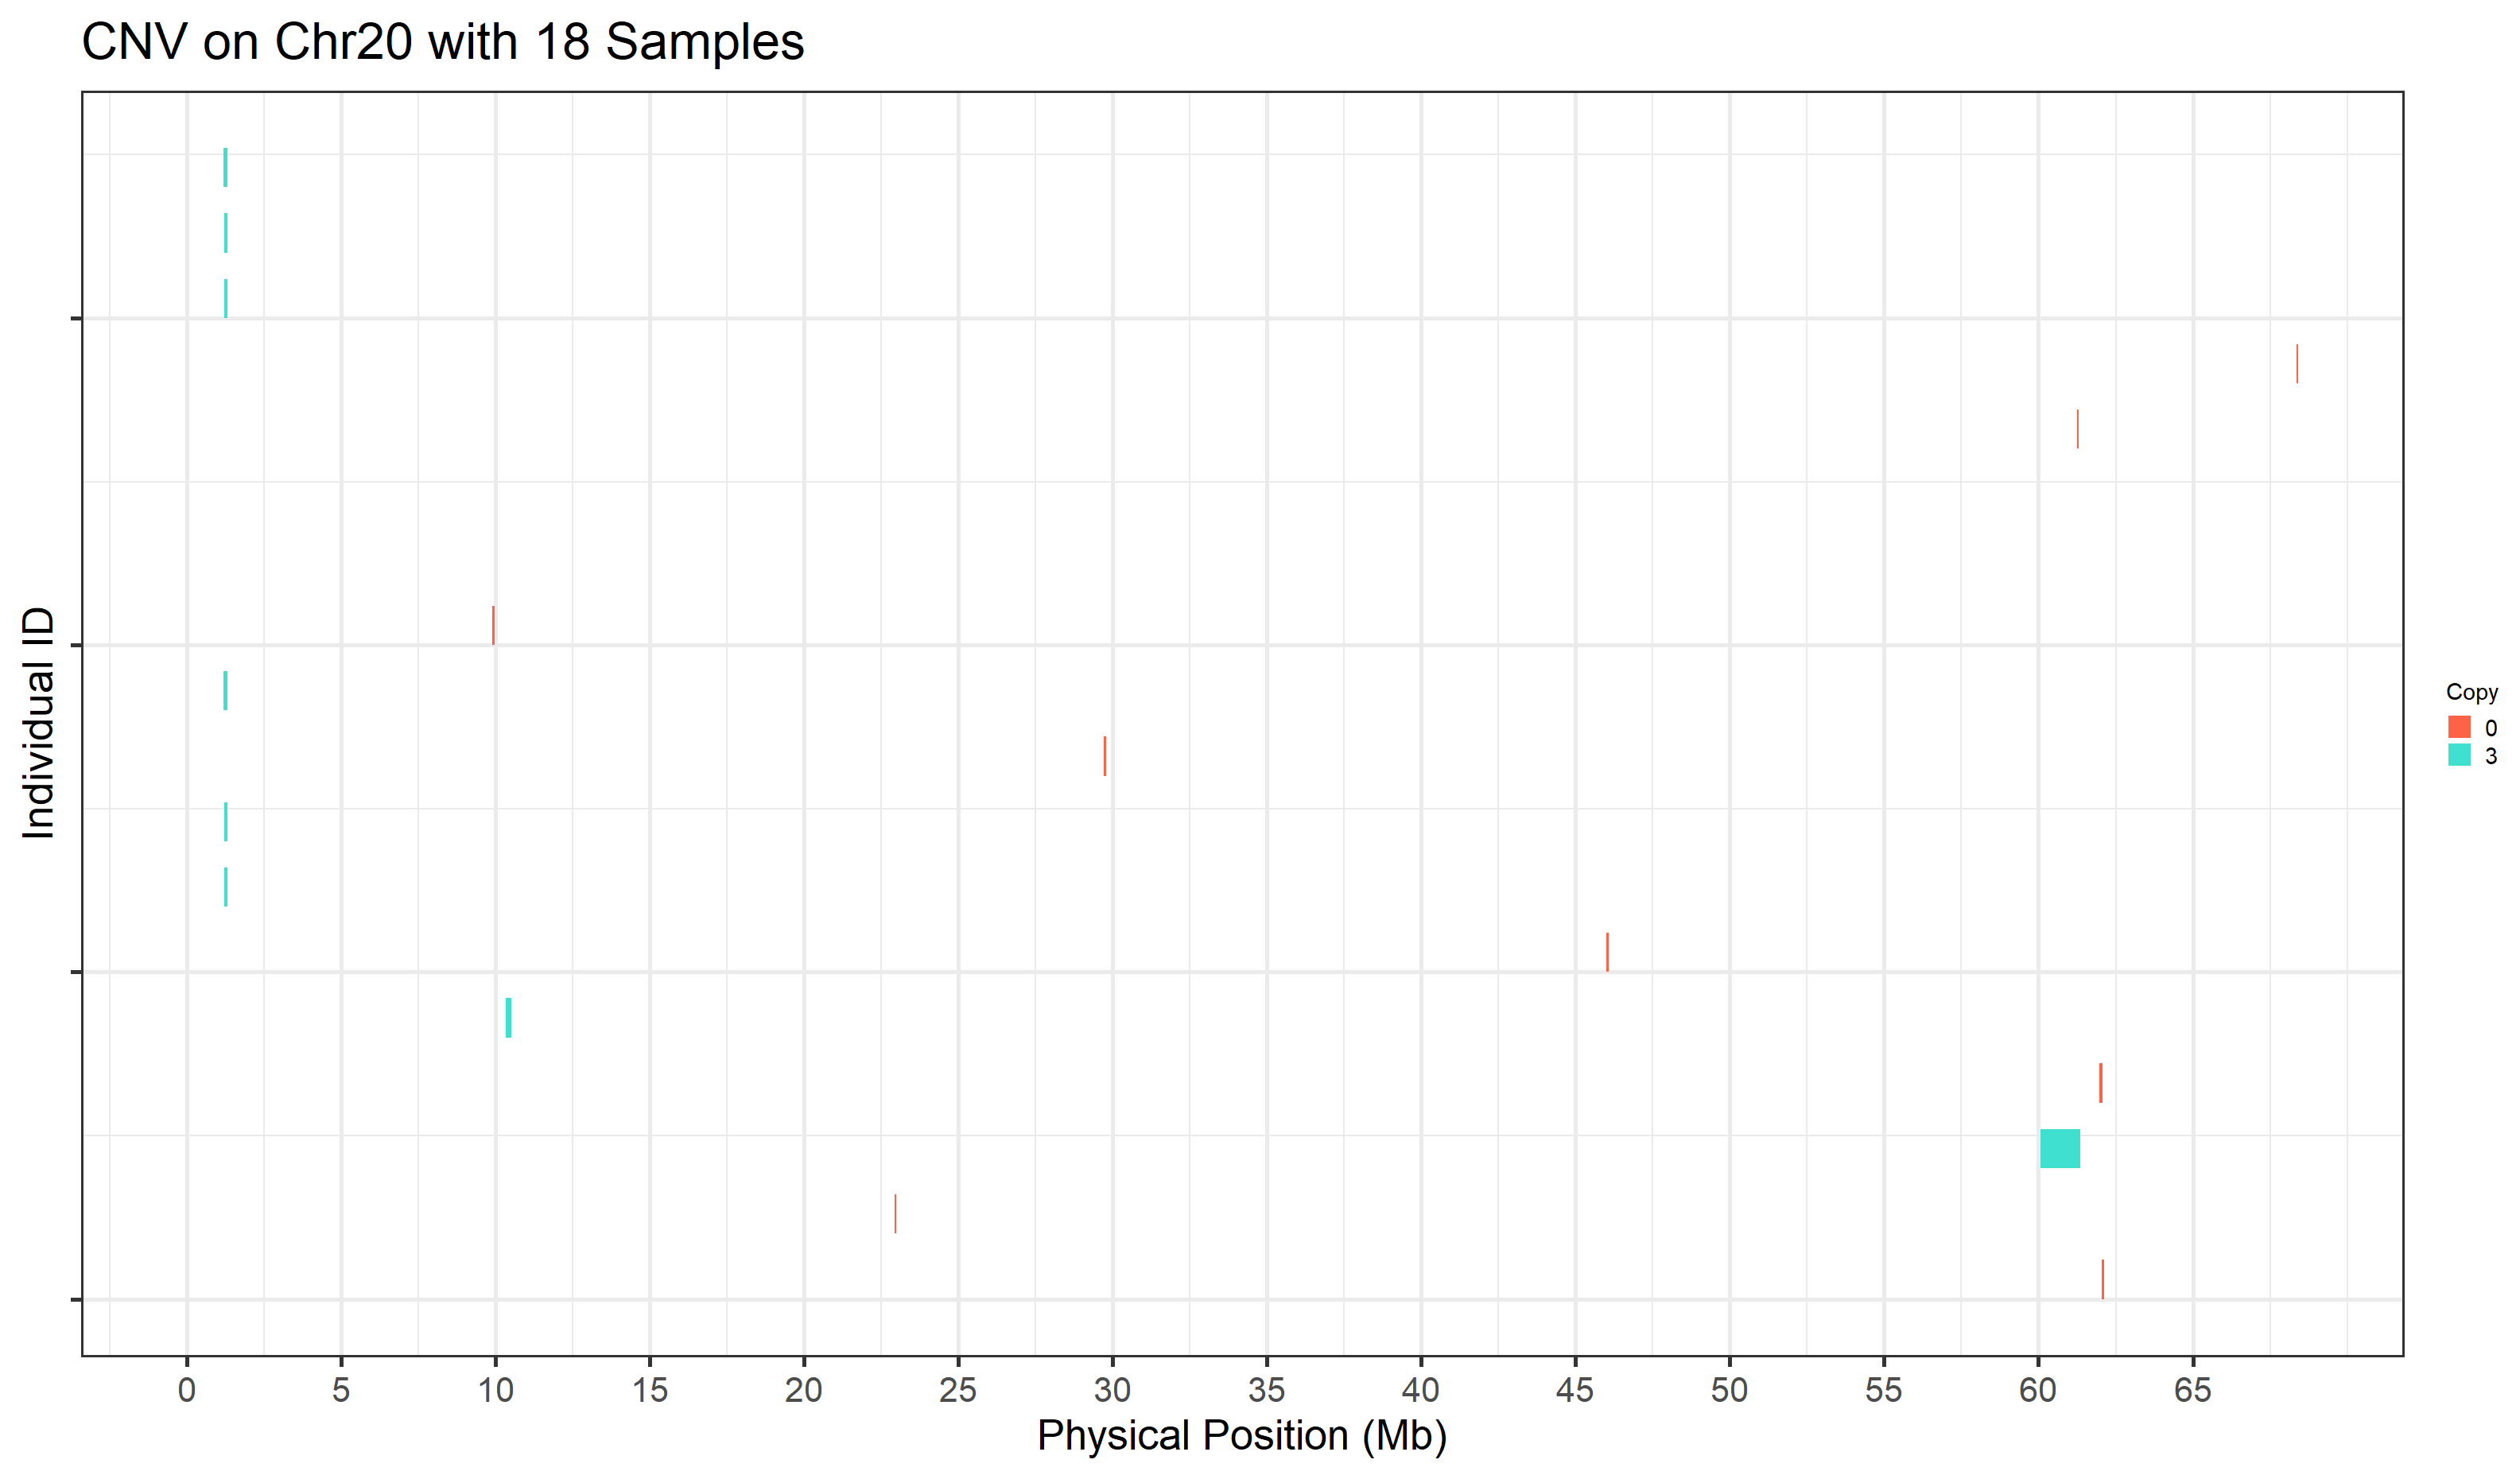 CNV on Chr20 with 18 Samples
Individual ID
0 5 10 15 20 25 30 35 40 45 50 55 60 65
Physical Position (Mb)
Copy
0
3